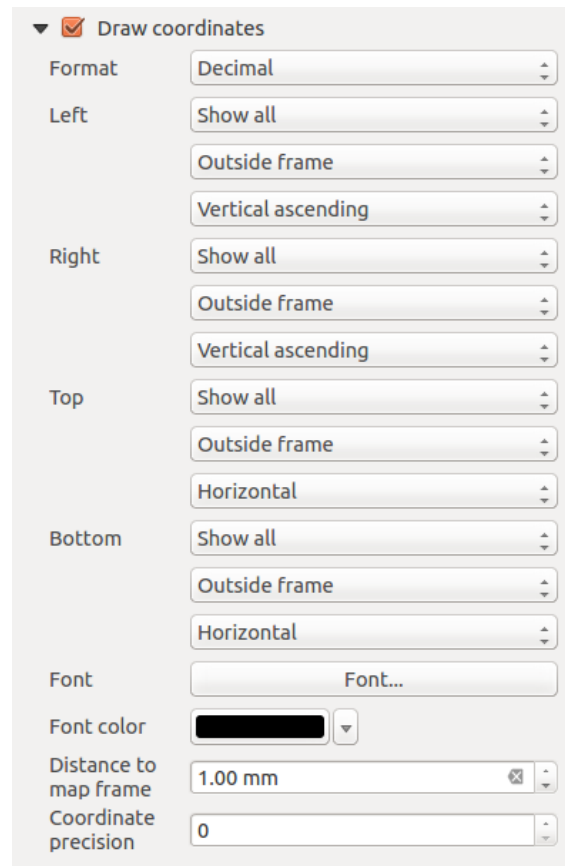 Draw coordinates
Format Decimal
Left Show all
Outside frame
Vertical ascending
Right Show all
Outside frame
Vertical ascending
Top Show all
Outside frame
Horizontal
Bottom Show all
Outside frame
Horizontal
Font Font...
Font color
Distance to
map frame 1.00 mm
Coordinate
precision 0